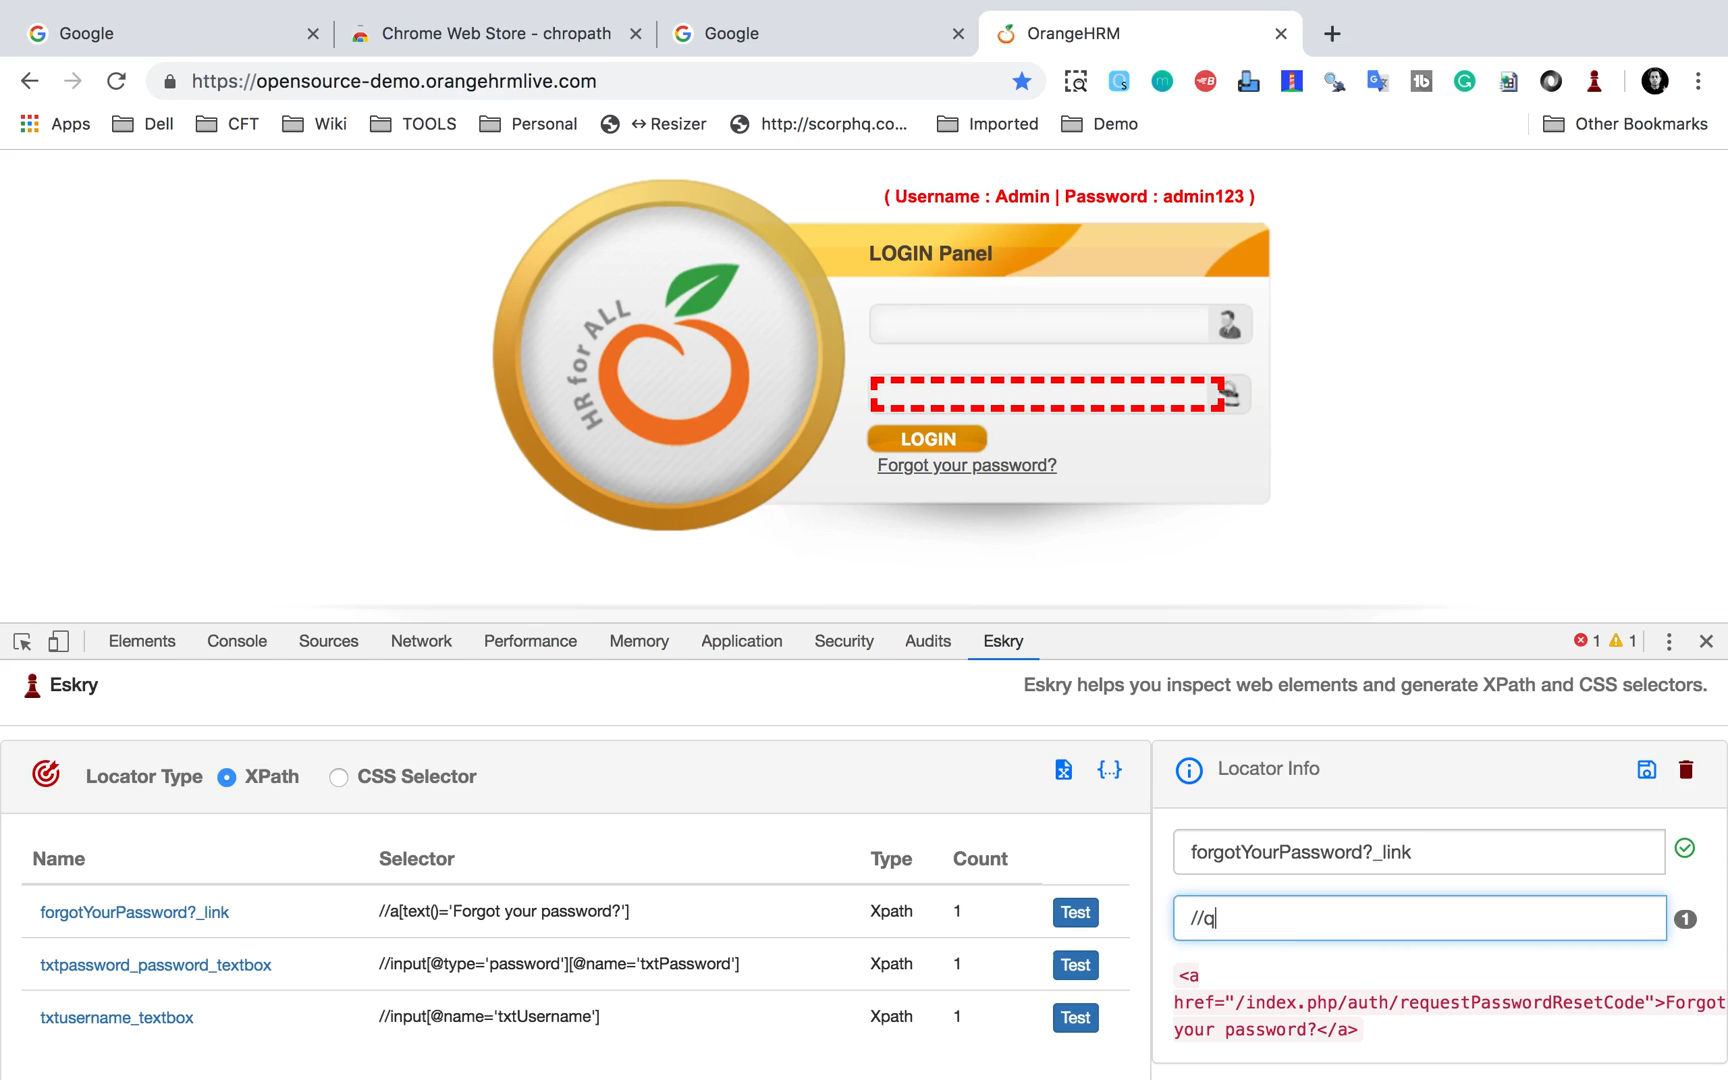 Google
Chrome Web Store - chropath
Google
OrangeHRM
https://opensource-demo.orangehrmlive.com
Apps
Dell
CFT
Wiki
TOOLS
Personal
↔ Resizer
http://scorphq.co...
Imported
Demo
Other Bookmarks
( Username : Admin | Password : admin123 )
LOGIN Panel
HR for ALL
LOGIN
Forgot your password?
Elements Console Sources Network Performance Memory Application Security Audits Eskry
1 1
Eskry
Eskry helps you inspect web elements and generate XPath and CSS selectors.
Locator Type XPath CSS Selector
{...}
Locator Info
Name Selector Type Count
forgotYourPassword?_link //a[text()='Forgot your password?'] Xpath 1 Test
txtpassword_password_textbox //input[@type='password'][@name='txtPassword'] Xpath 1 Test
txtusername_textbox //input[@name='txtUsername'] Xpath 1 Test
forgotYourPassword?_link
//q
1
<a
href="/index.php/auth/requestPasswordResetCode">Forgot
your password?</a>